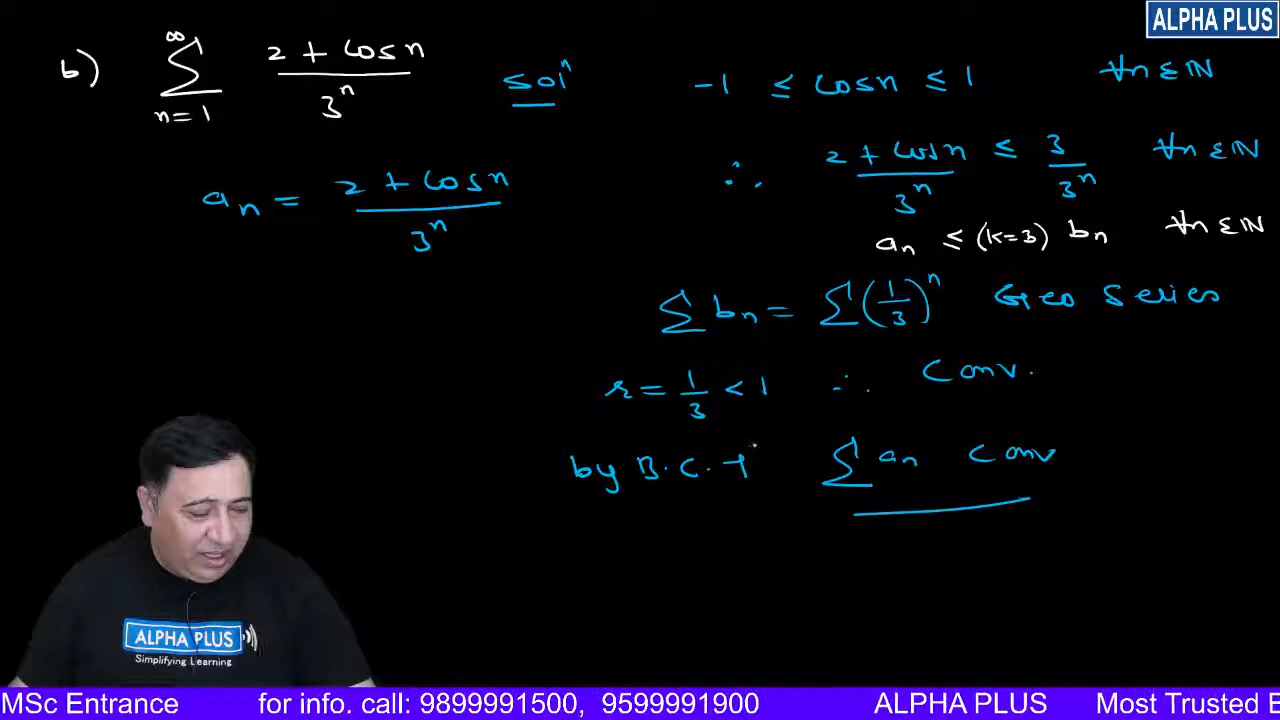 ALPHA PLUS
b) ∞ Σ n=1 2 + cos n / 3^n
solⁿ
-1 ≤ cos n ≤ 1 ∀n ∈ ℕ
a_n = 2 + cos n / 3^n
∴ 2 + cos n / 3^n ≤ 3 / 3^n ∀n ∈ ℕ
a_n ≤ (k=3) b_n ∀n ∈ ℕ
Σ b_n = Σ (1/3)^n Geo Series
r = 1/3 < 1 ∴ Conv.
by B.C.T Σ a_n Conv
ALPHA PLUS
Simplifying Learning
MSc Entrance for info. call: 9899991500, 9599991900 ALPHA PLUS Most Trusted E